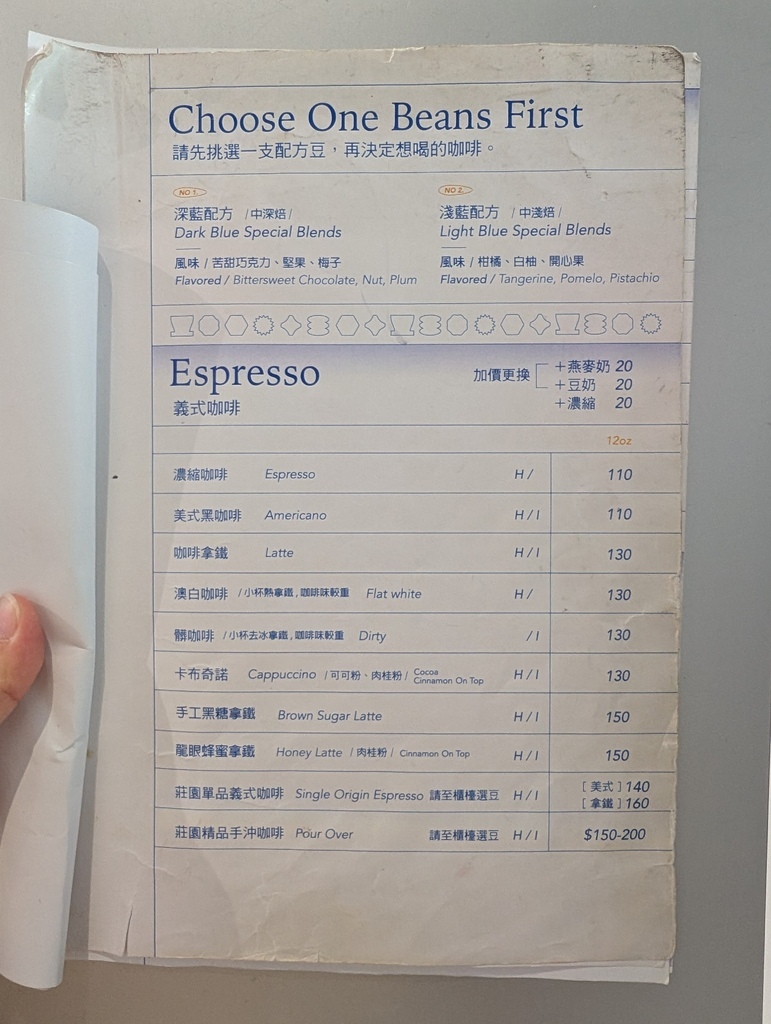 Choose One Beans First
請先挑選一支配方豆，再決定想喝的咖啡。
NO 1.
深藍配方 /中深焙/
Dark Blue Special Blends
風味 / 苦甜巧克力、堅果、梅子
Flavored / Bittersweet Chocolate, Nut, Plum
NO 2.
淺藍配方 /中淺焙/
Light Blue Special Blends
風味 / 柑橘、白柚、開心果
Flavored / Tangerine, Pomelo, Pistachio
Espresso
義式咖啡
加價更換
＋燕麥奶 20
＋豆奶 20
＋濃縮 20
12oz
濃縮咖啡 Espresso H / 110
美式黑咖啡 Americano H / I 110
咖啡拿鐵 Latte H / I 130
澳白咖啡 /小杯熱拿鐵，咖啡味較重 Flat white H / 130
髒咖啡 /小杯去冰拿鐵，咖啡味較重 Dirty / I 130
卡布奇諾 Cappuccino /可可粉、肉桂粉/ Cocoa Cinnamon On Top H / I 130
手工黑糖拿鐵 Brown Sugar Latte H / I 150
龍眼蜂蜜拿鐵 Honey Latte /肉桂粉/ Cinnamon On Top H / I 150
莊園單品義式咖啡 Single Origin Espresso 請至櫃檯選豆 H / I [美式] 140
[拿鐵] 160
莊園精品手沖咖啡 Pour Over 請至櫃檯選豆 H / I $150-200